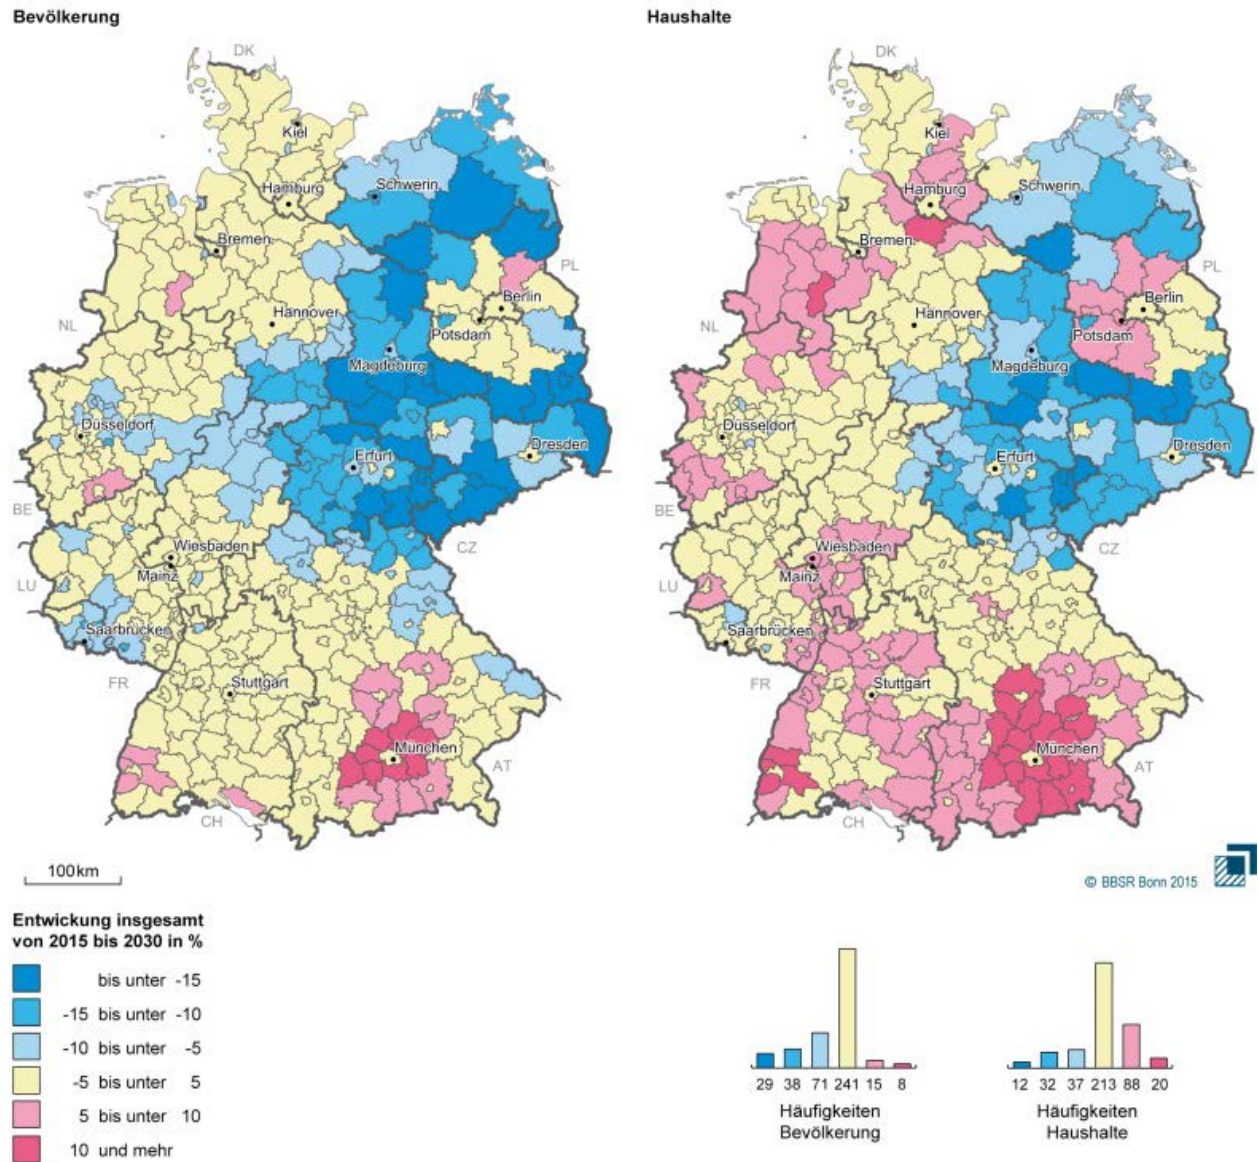 Bevölkerung
DK
Kiel
Hamburg
Schwerin
Bremen
PL
Berlin
Hannover
Potsdam
NL
Magdeburg
Düsseldorf
Dresden
Erfurt
BE
Wiesbaden
CZ
Mainz
LU
Saarbrücken
FR
Stuttgart
München
AT
CH
100 km
Haushalte
DK
Kiel
Hamburg
Schwerin
Bremen
PL
Berlin
Hannover
Potsdam
NL
Magdeburg
Düsseldorf
Dresden
Erfurt
BE
Wiesbaden
CZ
Mainz
LU
Saarbrücken
FR
Stuttgart
München
AT
CH
© BBSR Bonn 2015
Entwickung insgesamt
von 2015 bis 2030 in %
bis unter -15
-15 bis unter -10
-10 bis unter -5
-5 bis unter 5
5 bis unter 10
10 und mehr
29 38 71 241 15 8
Häufigkeiten
Bevölkerung
12 32 37 213 88 20
Häufigkeiten
Haushalte